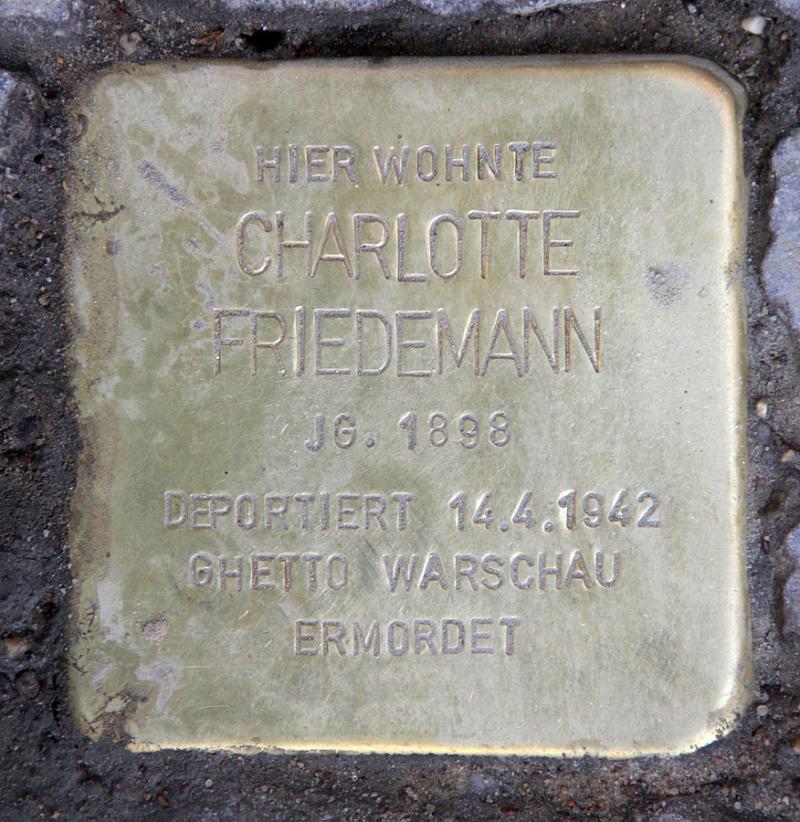 HIER WOHNTE
CHARLOTTE
FRIEDEMANN
JG. 1898
DEPORTIERT 14.4.1942
GHETTO WARSCHAU
ERMORDET